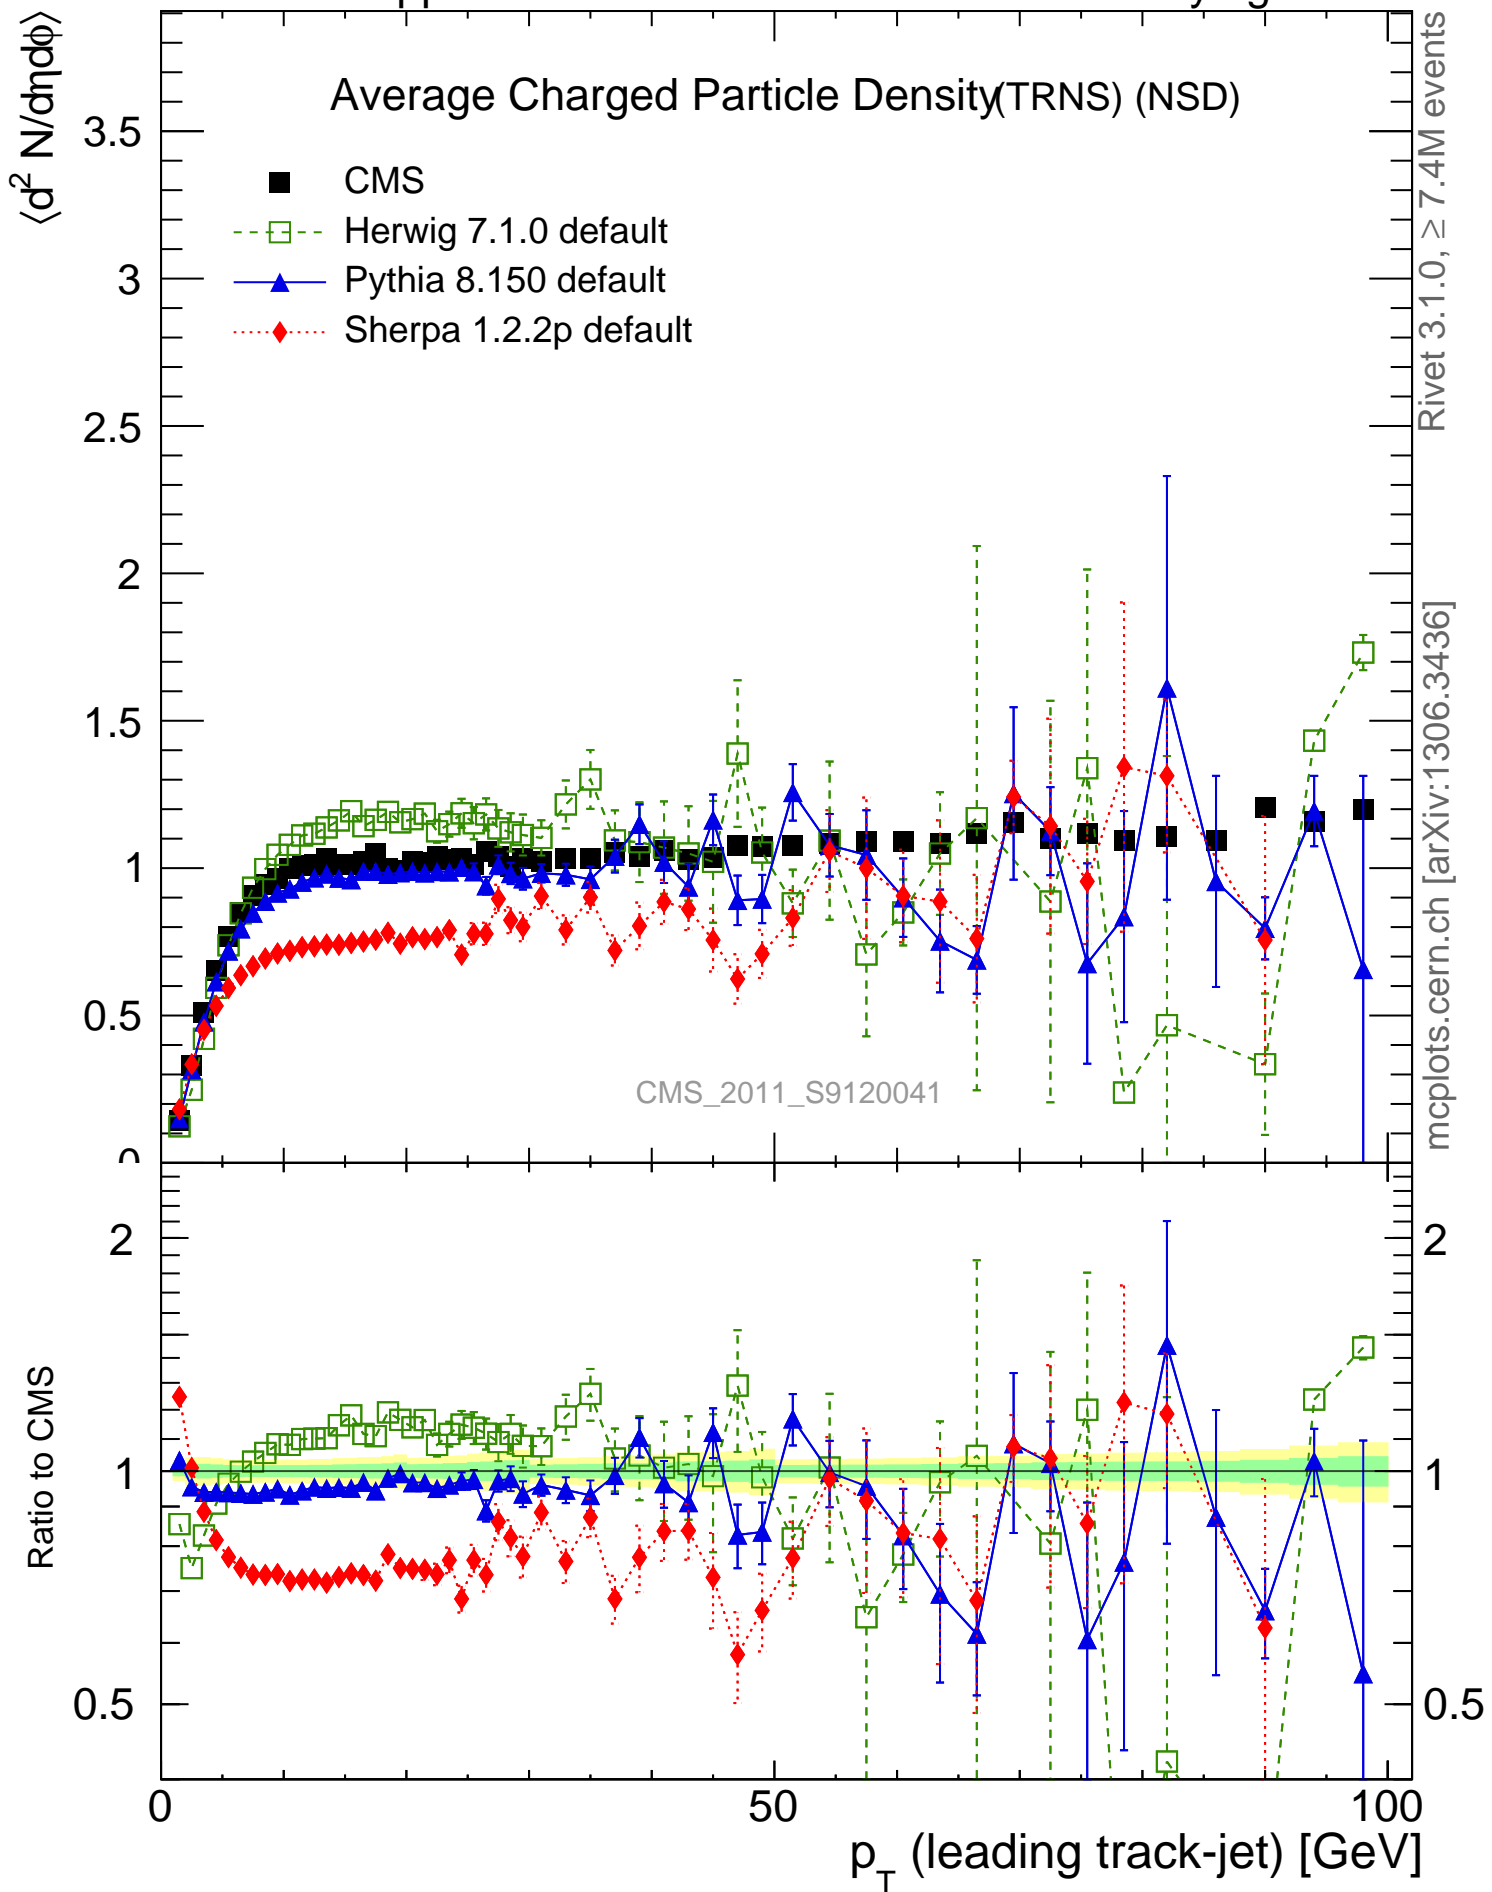 ⟨d² N/dηdϕ⟩
Average Charged Particle Density (TRNS) (NSD)
CMS
Herwig 7.1.0 default
Pythia 8.150 default
Sherpa 1.2.2p default
3.5
3
2.5
2
1.5
1
0.5
0
CMS_2011_S9120041
Rivet 3.1.0, ≥ 7.4M events
mcplots.cern.ch [arXiv:1306.3436]
Ratio to CMS
2
1
0.5
2
1
0.5
0
50
100
p_T (leading track-jet) [GeV]